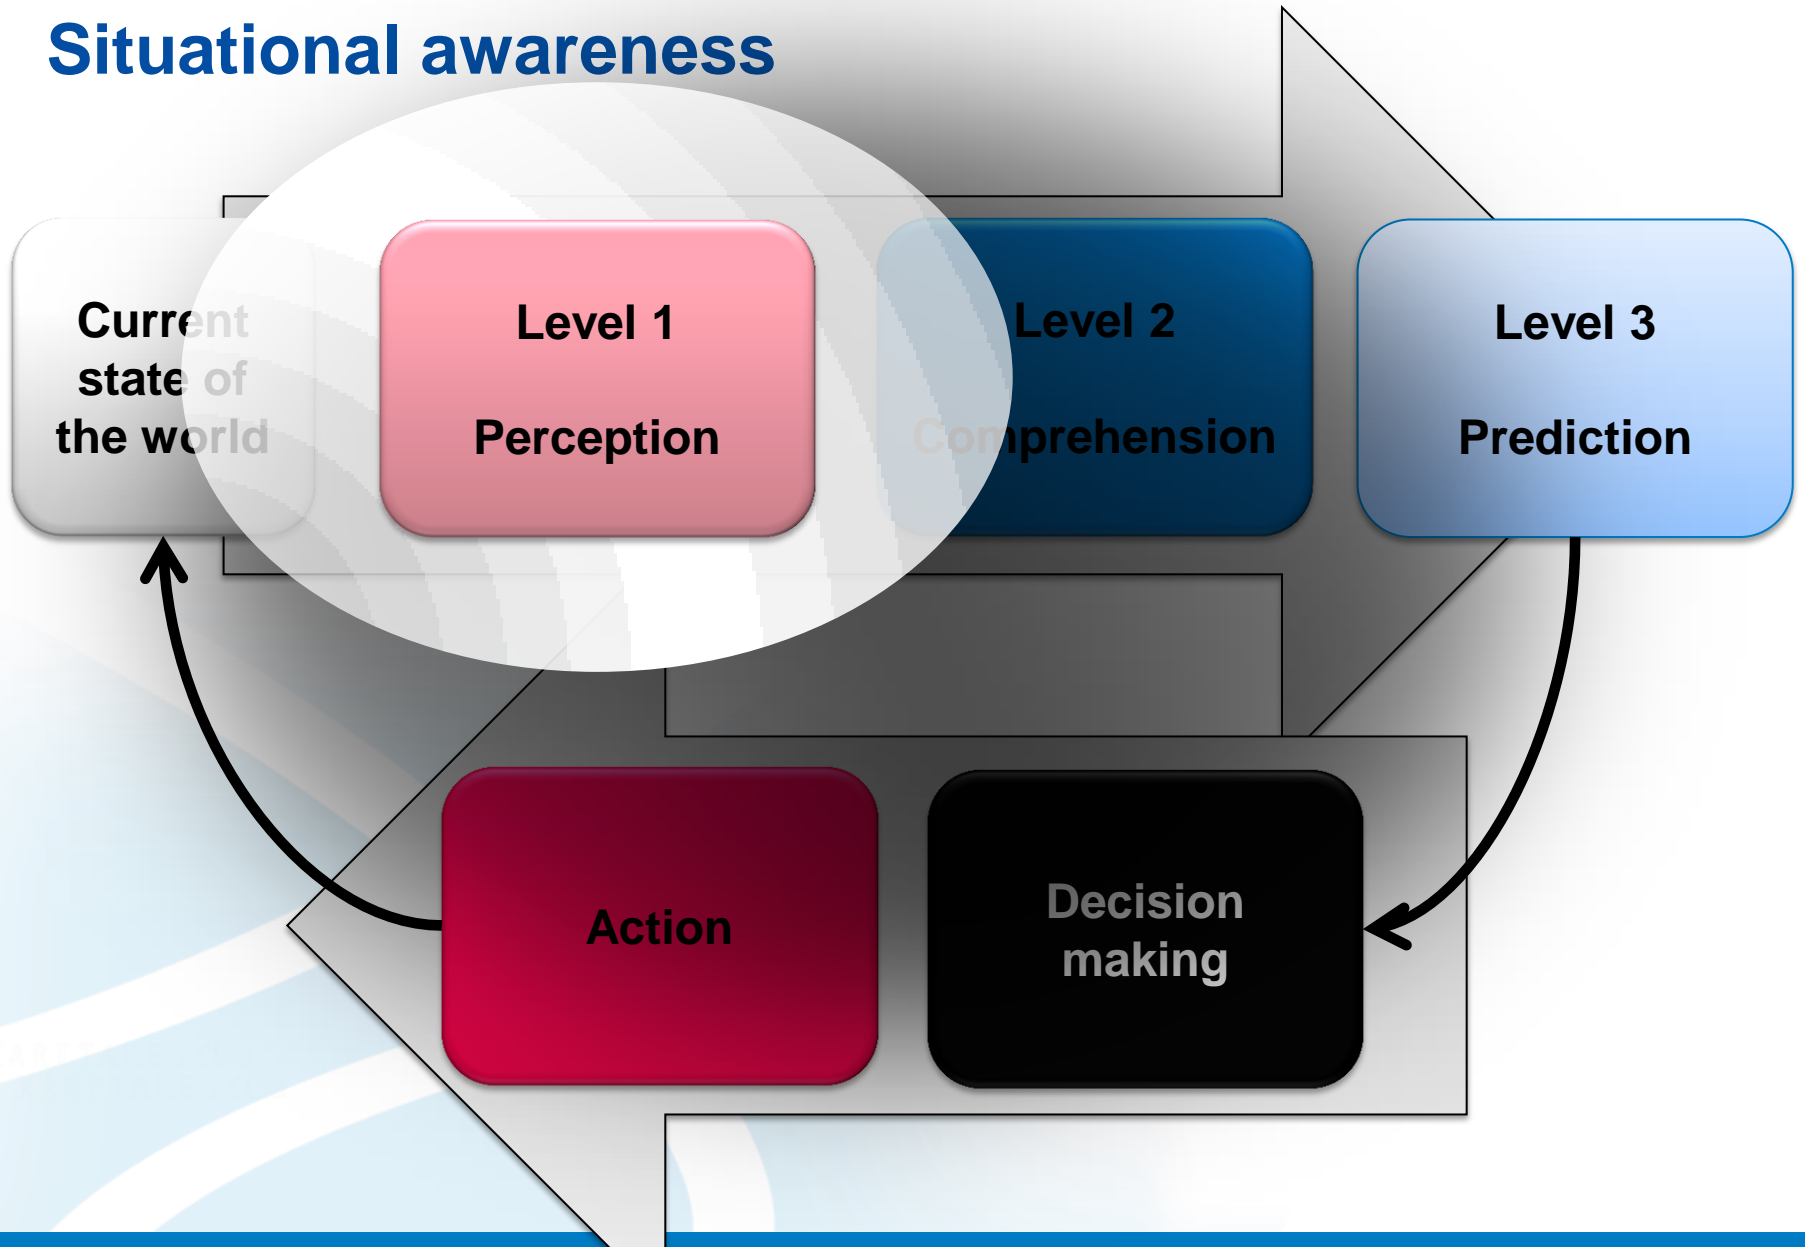 Situational awareness
Current
state of
the world
Level 1
Perception
Level 2
Comprehension
Level 3
Prediction
Action
Decision
making